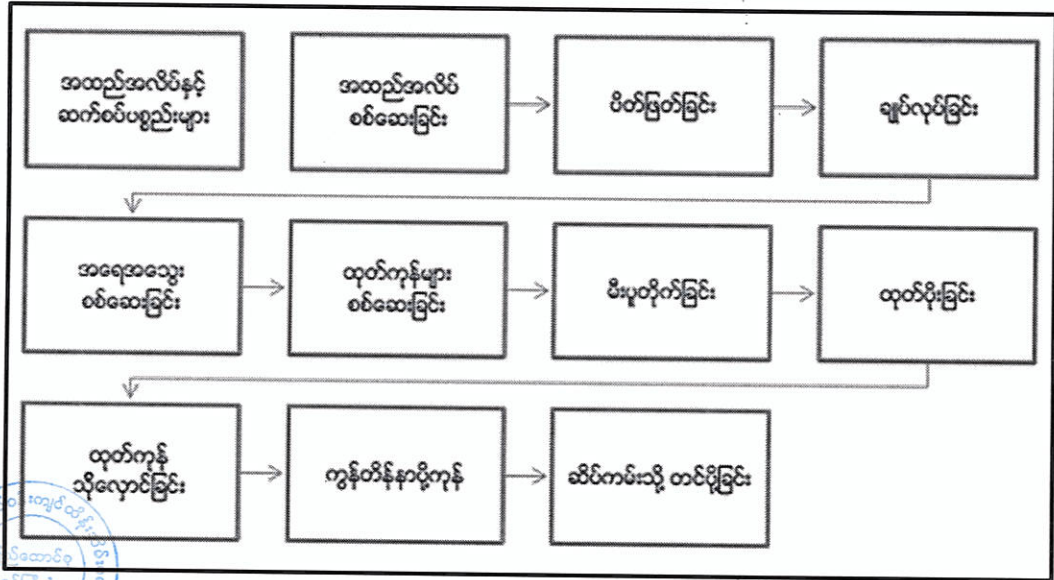 အထည်အလိပ်နှင့်
ဆက်စပ်ပစ္စည်းများ
အထည်အလိပ်
စစ်ဆေးခြင်း
ပိတ်ဖြတ်ခြင်း
ချုပ်လုပ်ခြင်း
အရေအသွေး
စစ်ဆေးခြင်း
ထုတ်ကုန်များ
စစ်ဆေးခြင်း
မီးပူတိုက်ခြင်း
ထုတ်ပိုးခြင်း
ထုတ်ကုန်
သိုလှောင်ခြင်း
ကွန်တိန်နာပို့ကုန်
ဆိပ်ကမ်းသို့ တင်ပို့ခြင်း